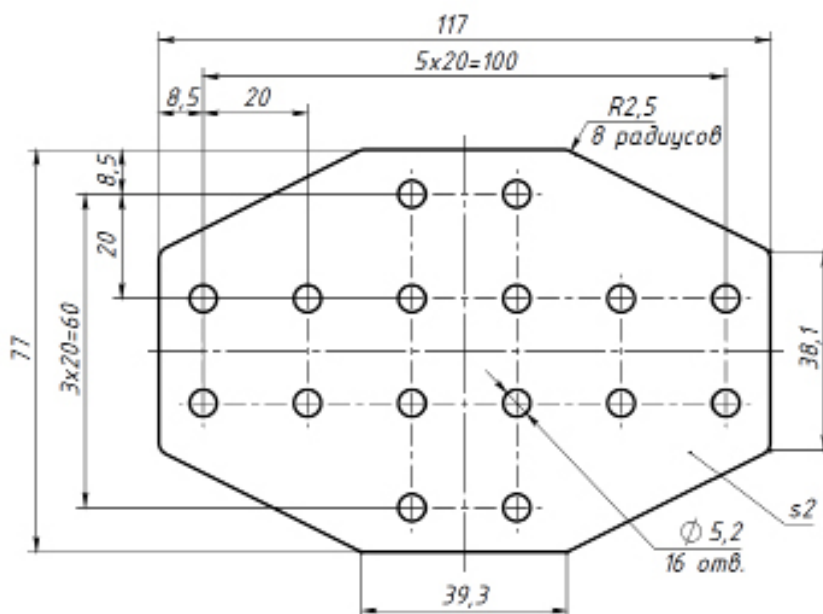 117
5x20=100
8,5
20
R2,5
8 радиусов
8,5
20
3x20=60
77
38,1
s2
∅ 5,2
16 отв.
39,3